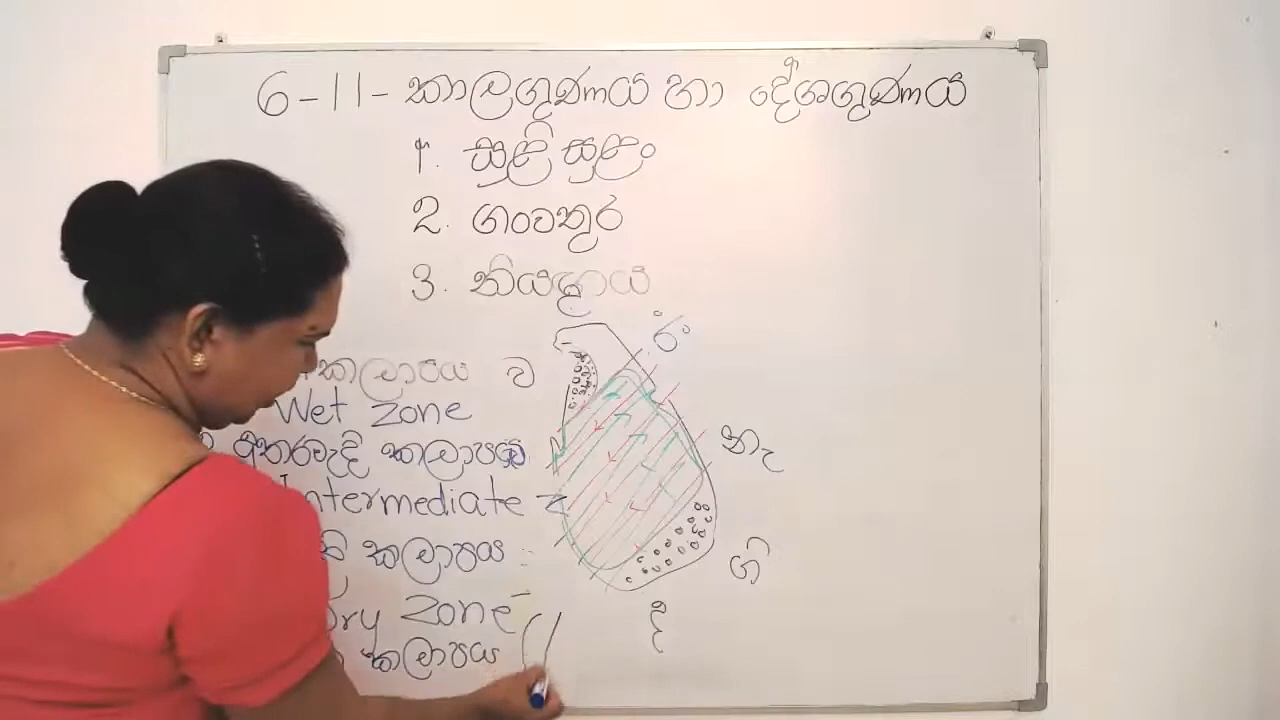 6-11- කාලගුණය හා දේශගුණය
1. සුළි සුළං
2. ගංවතුර
3. නියඟය
කලාපය ව
Wet zone
අතරමැදි කලාපය
Intermediate z
කලාපය
Dry zone
කලාපය
නැ
ගි
ද